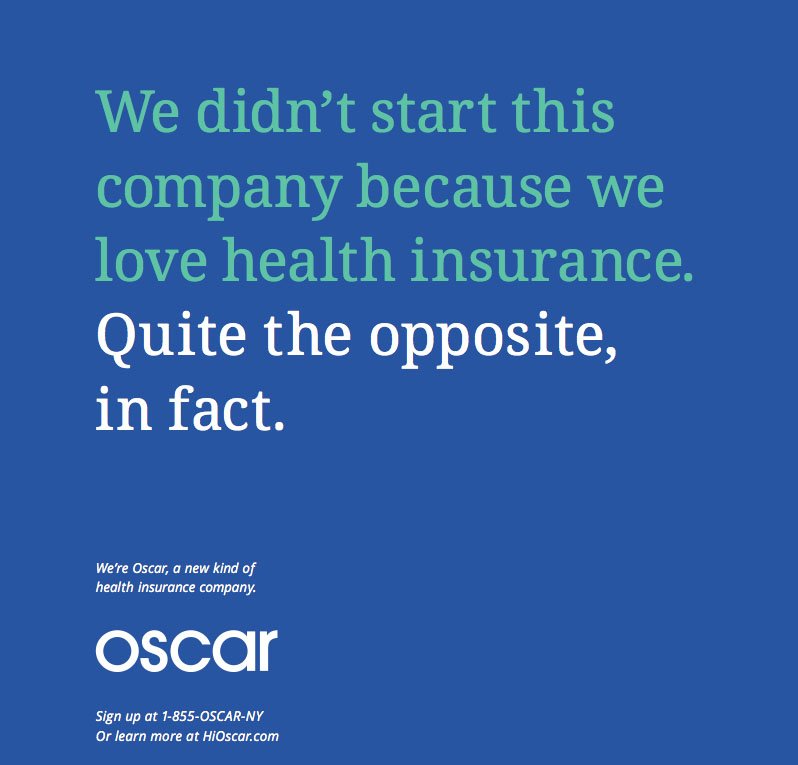 We didn’t start this
company because we
love health insurance.
Quite the opposite,
in fact.
We’re Oscar, a new kind of
health insurance company.
oscar
Sign up at 1-855-OSCAR-NY
Or learn more at HiOscar.com